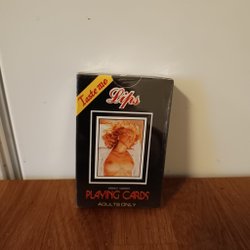 Taste me
Lips
PLAYING CARDS
ADULTS ONLY